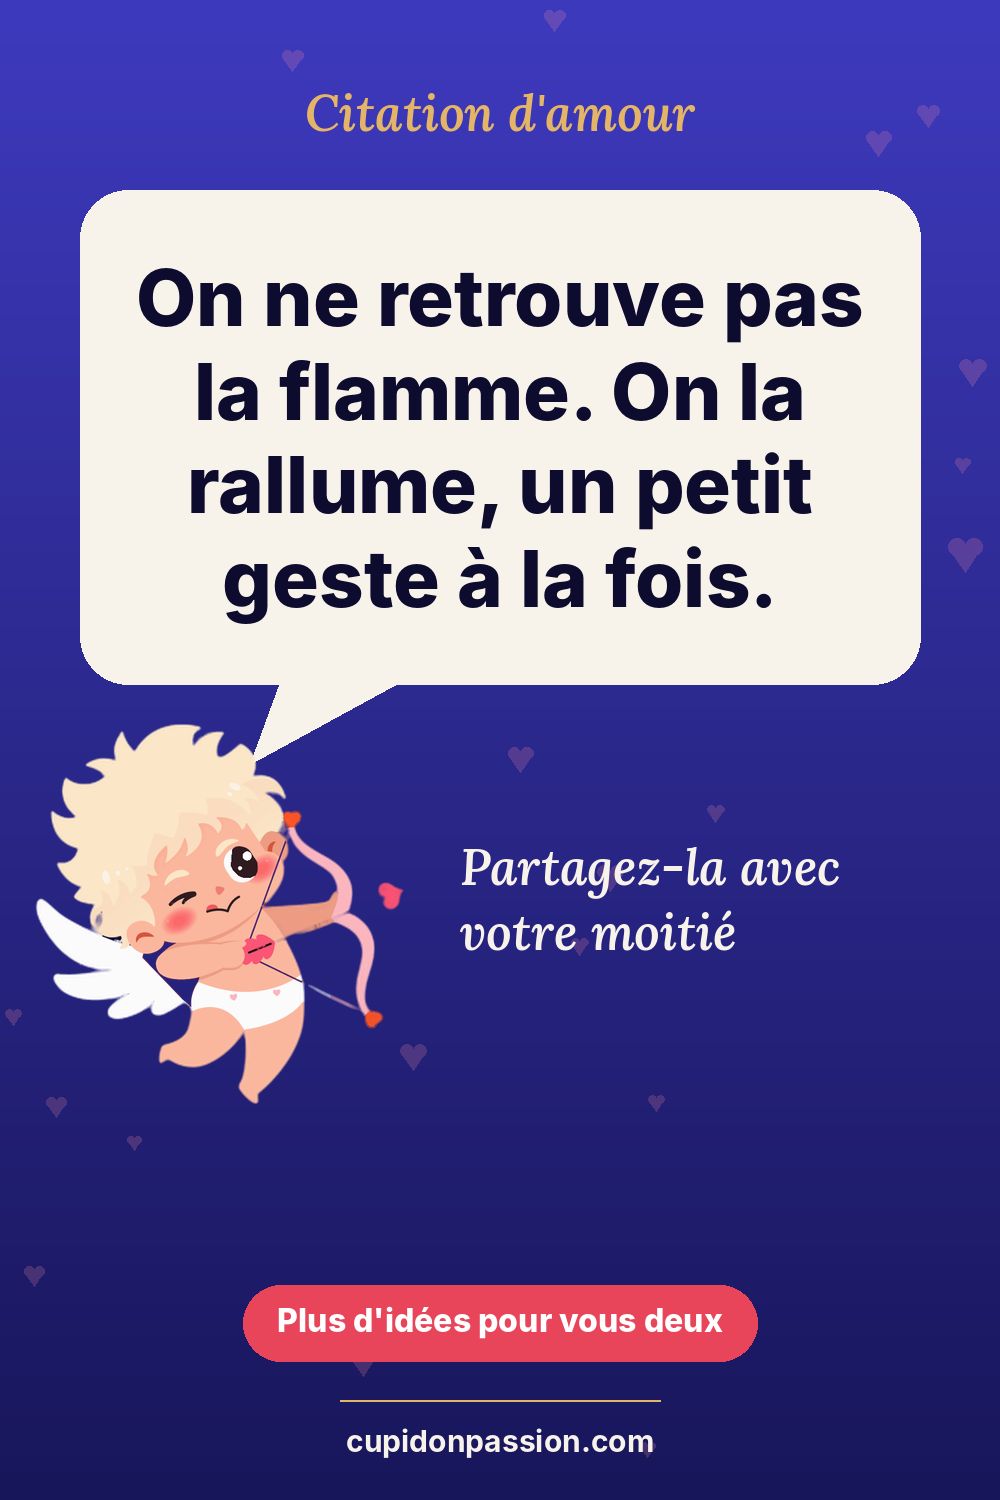 Citation d'amour
On ne retrouve pas
la flamme. On la
rallume, un petit
geste à la fois.
Partagez-la avec
votre moitié
Plus d'idées pour vous deux
cupidonpassion.com